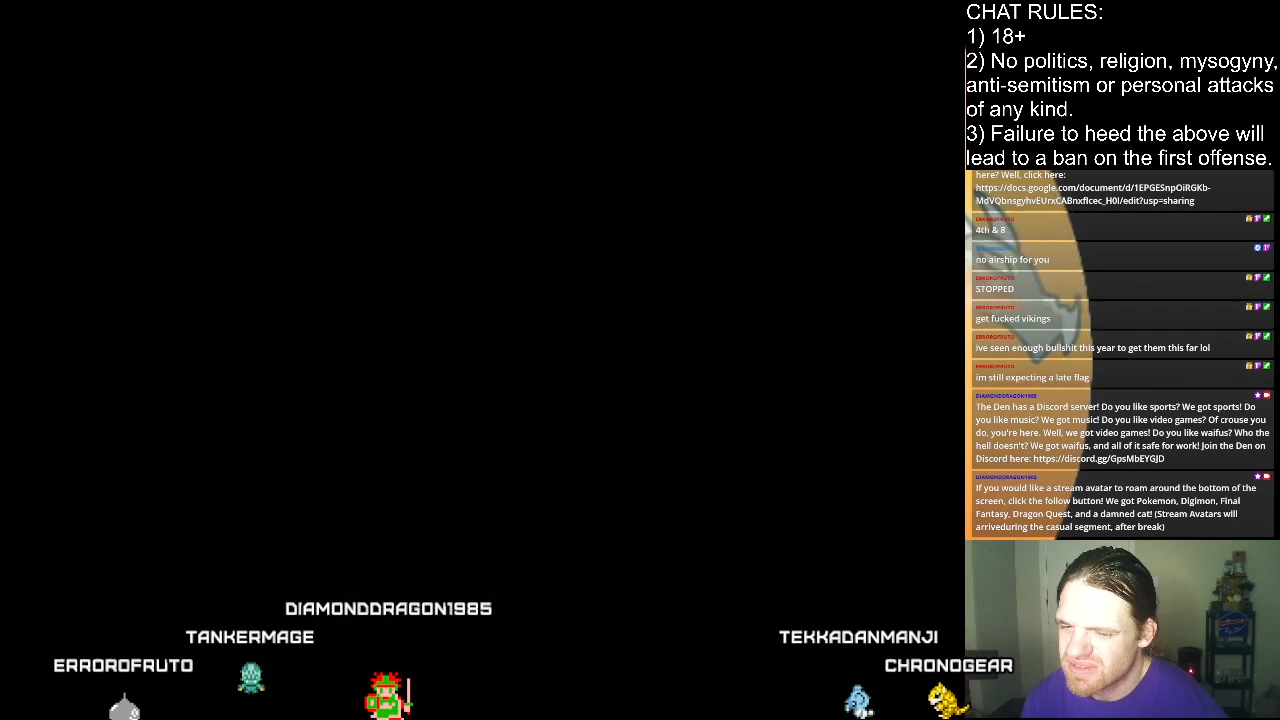 CHAT RULES:
1) 18+
2) No politics, religion, mysogyny,
anti-semitism or personal attacks
of any kind.
3) Failure to heed the above will
lead to a ban on the first offense.
here? Well, click here:
https://docs.google.com/document/d/1EPGESnpOiRGKb-
MdVQbnsgyhvEUrxCABnxflcec_H0I/edit?usp=sharing
ERROROFRUTO
4th & 8
no airship for you
ERROROFRUTO
STOPPED
ERROROFRUTO
get fucked vikings
ERROROFRUTO
ive seen enough bullshit this year to get them this far lol
ERROROFRUTO
im still expecting a late flag
DIAMONDDRAGON1985
The Den has a Discord server! Do you like sports? We got sports! Do
you like music? We got music! Do you like video games? Of crouse you
do, you're here. Well, we got video games! Do you like waifus? Who the
hell doesn't? We got waifus, and all of it safe for work! Join the Den on
Discord here: https://discord.gg/GpsMbEYGJD
DIAMONDDRAGON1985
If you would like a stream avatar to roam around the bottom of the
screen, click the follow button! We got Pokemon, Digimon, Final
Fantasy, Dragon Quest, and a damned cat! (Stream Avatars will
arriveduring the casual segment, after break)
DIAMONDDRAGON1985
TANKERMAGE
TEKKADANMANJI
ERROROFRUTO
CHRONOGEAR